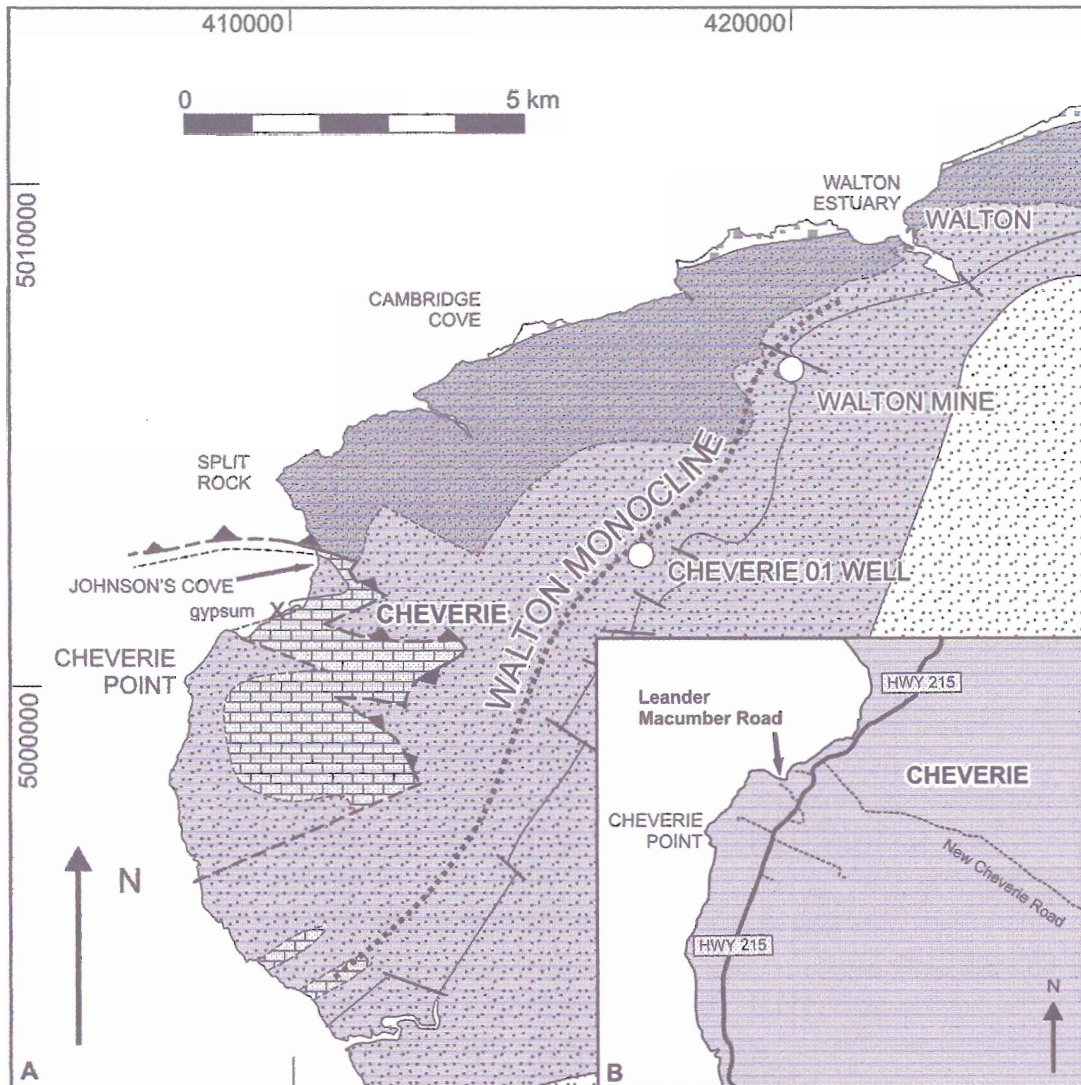 410000
420000
0
5 km
5010000
WALTON
ESTUARY
WALTON
CAMBRIDGE
COVE
WALTON MINE
SPLIT
ROCK
WALTON MONOCLINE
JOHNSON'S COVE
CHEVERIE 01 WELL
gypsum
X
CHEVERIE
CHEVERIE
POINT
5000000
N
A
HWY 215
Leander
Macumber Road
CHEVERIE
CHEVERIE
POINT
New Cheverie Road
HWY 215
N
B